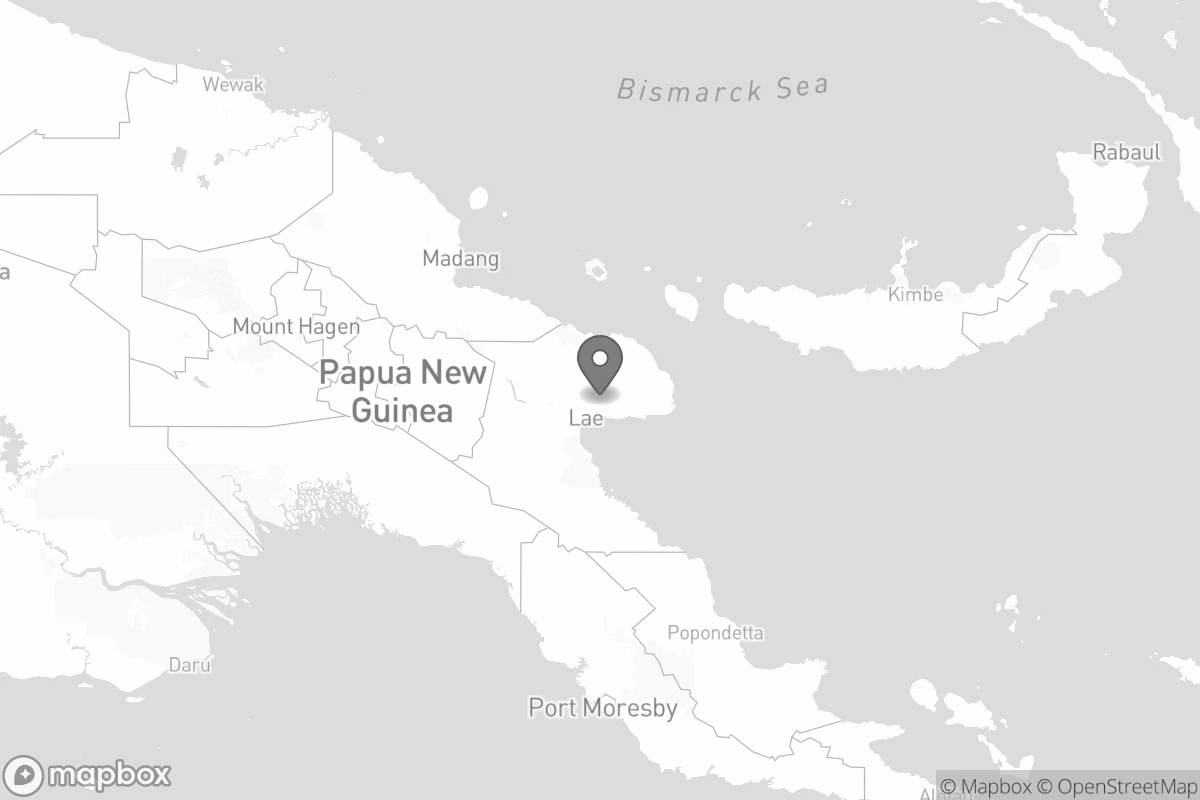 Wewak
Bismarck Sea
Rabaul
Madang
a
Kimbe
Mount Hagen
Papua New
Guinea
Lae
Popondetta
Daru
Port Moresby
mapbox
© Mapbox © OpenStreetMap